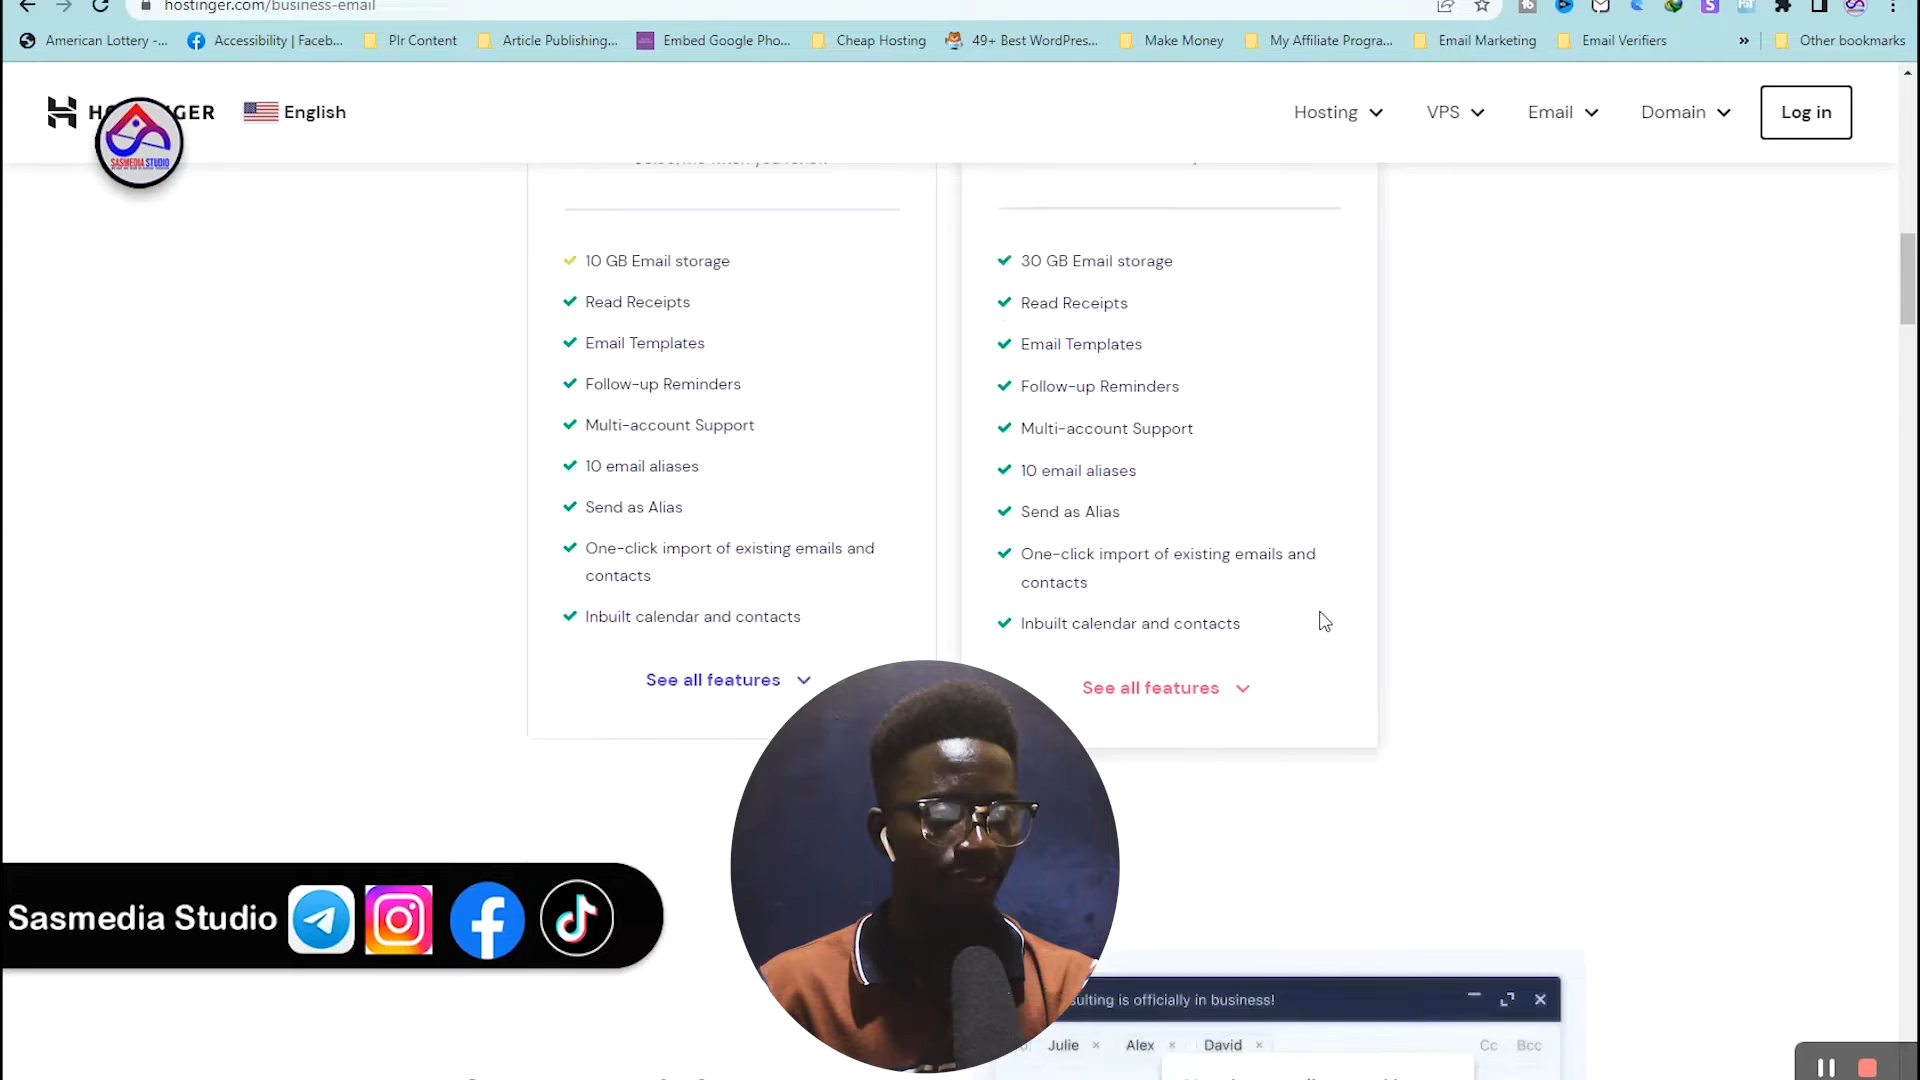 hostinger.com/business-email
American Lottery -...
Accessibility | Faceb...
Plr Content
Article Publishing...
Embed Google Pho...
Cheap Hosting
49+ Best WordPres...
Make Money
My Affiliate Progra...
Email Marketing
Email Verifiers
»
Other bookmarks
English
Hosting
VPS
Email
Domain
Log in
SASMEDIA STUDIO
10 GB Email storage
Read Receipts
Email Templates
Follow-up Reminders
Multi-account Support
10 email aliases
Send as Alias
One-click import of existing emails and
contacts
Inbuilt calendar and contacts
See all features
30 GB Email storage
Read Receipts
Email Templates
Follow-up Reminders
Multi-account Support
10 email aliases
Send as Alias
One-click import of existing emails and
contacts
Inbuilt calendar and contacts
See all features
Sasmedia Studio
ulting is officially in business!
Julie × Alex × David × Cc Bcc